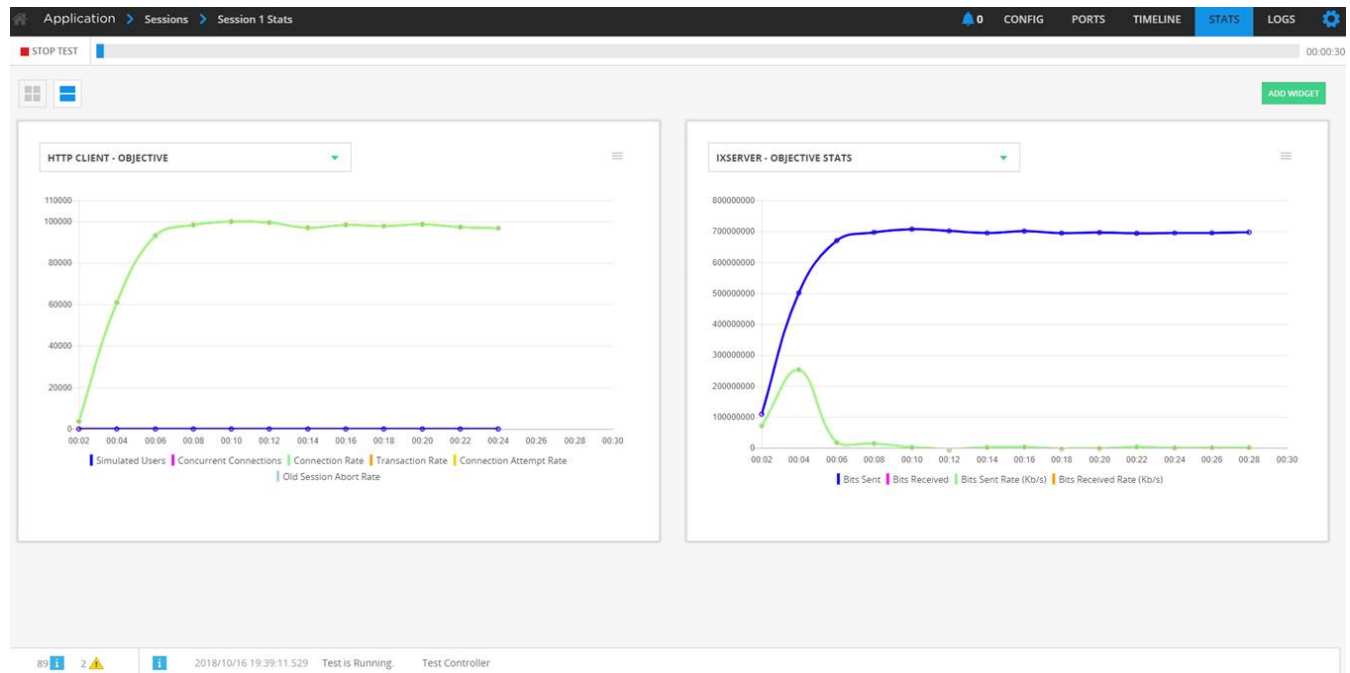 Application Sessions Session 1 Stats 0 CONFIG PORTS TIMELINE STATS LOGS
STOP TEST 00:00:30
ADD WIDGET
HTTP CLIENT - OBJECTIVE
110000
100000
80000
60000
40000
20000
0
00:02 00:04 00:06 00:08 00:10 00:12 00:14 00:16 00:18 00:20 00:22 00:24 00:26 00:28 00:30
Simulated Users Concurrent Connections Connection Rate Transaction Rate Connection Attempt Rate
Old Session Abort Rate
IXSERVER - OBJECTIVE STATS
800000000
700000000
600000000
500000000
400000000
300000000
200000000
100000000
0
00:02 00:04 00:06 00:08 00:10 00:12 00:14 00:16 00:18 00:20 00:22 00:24 00:26 00:28 00:30
Bits Sent Bits Received Bits Sent Rate (Kb/s) Bits Received Rate (Kb/s)
89 i 2 i 2018/10/16 19:39:11.529 Test is Running. Test Controller